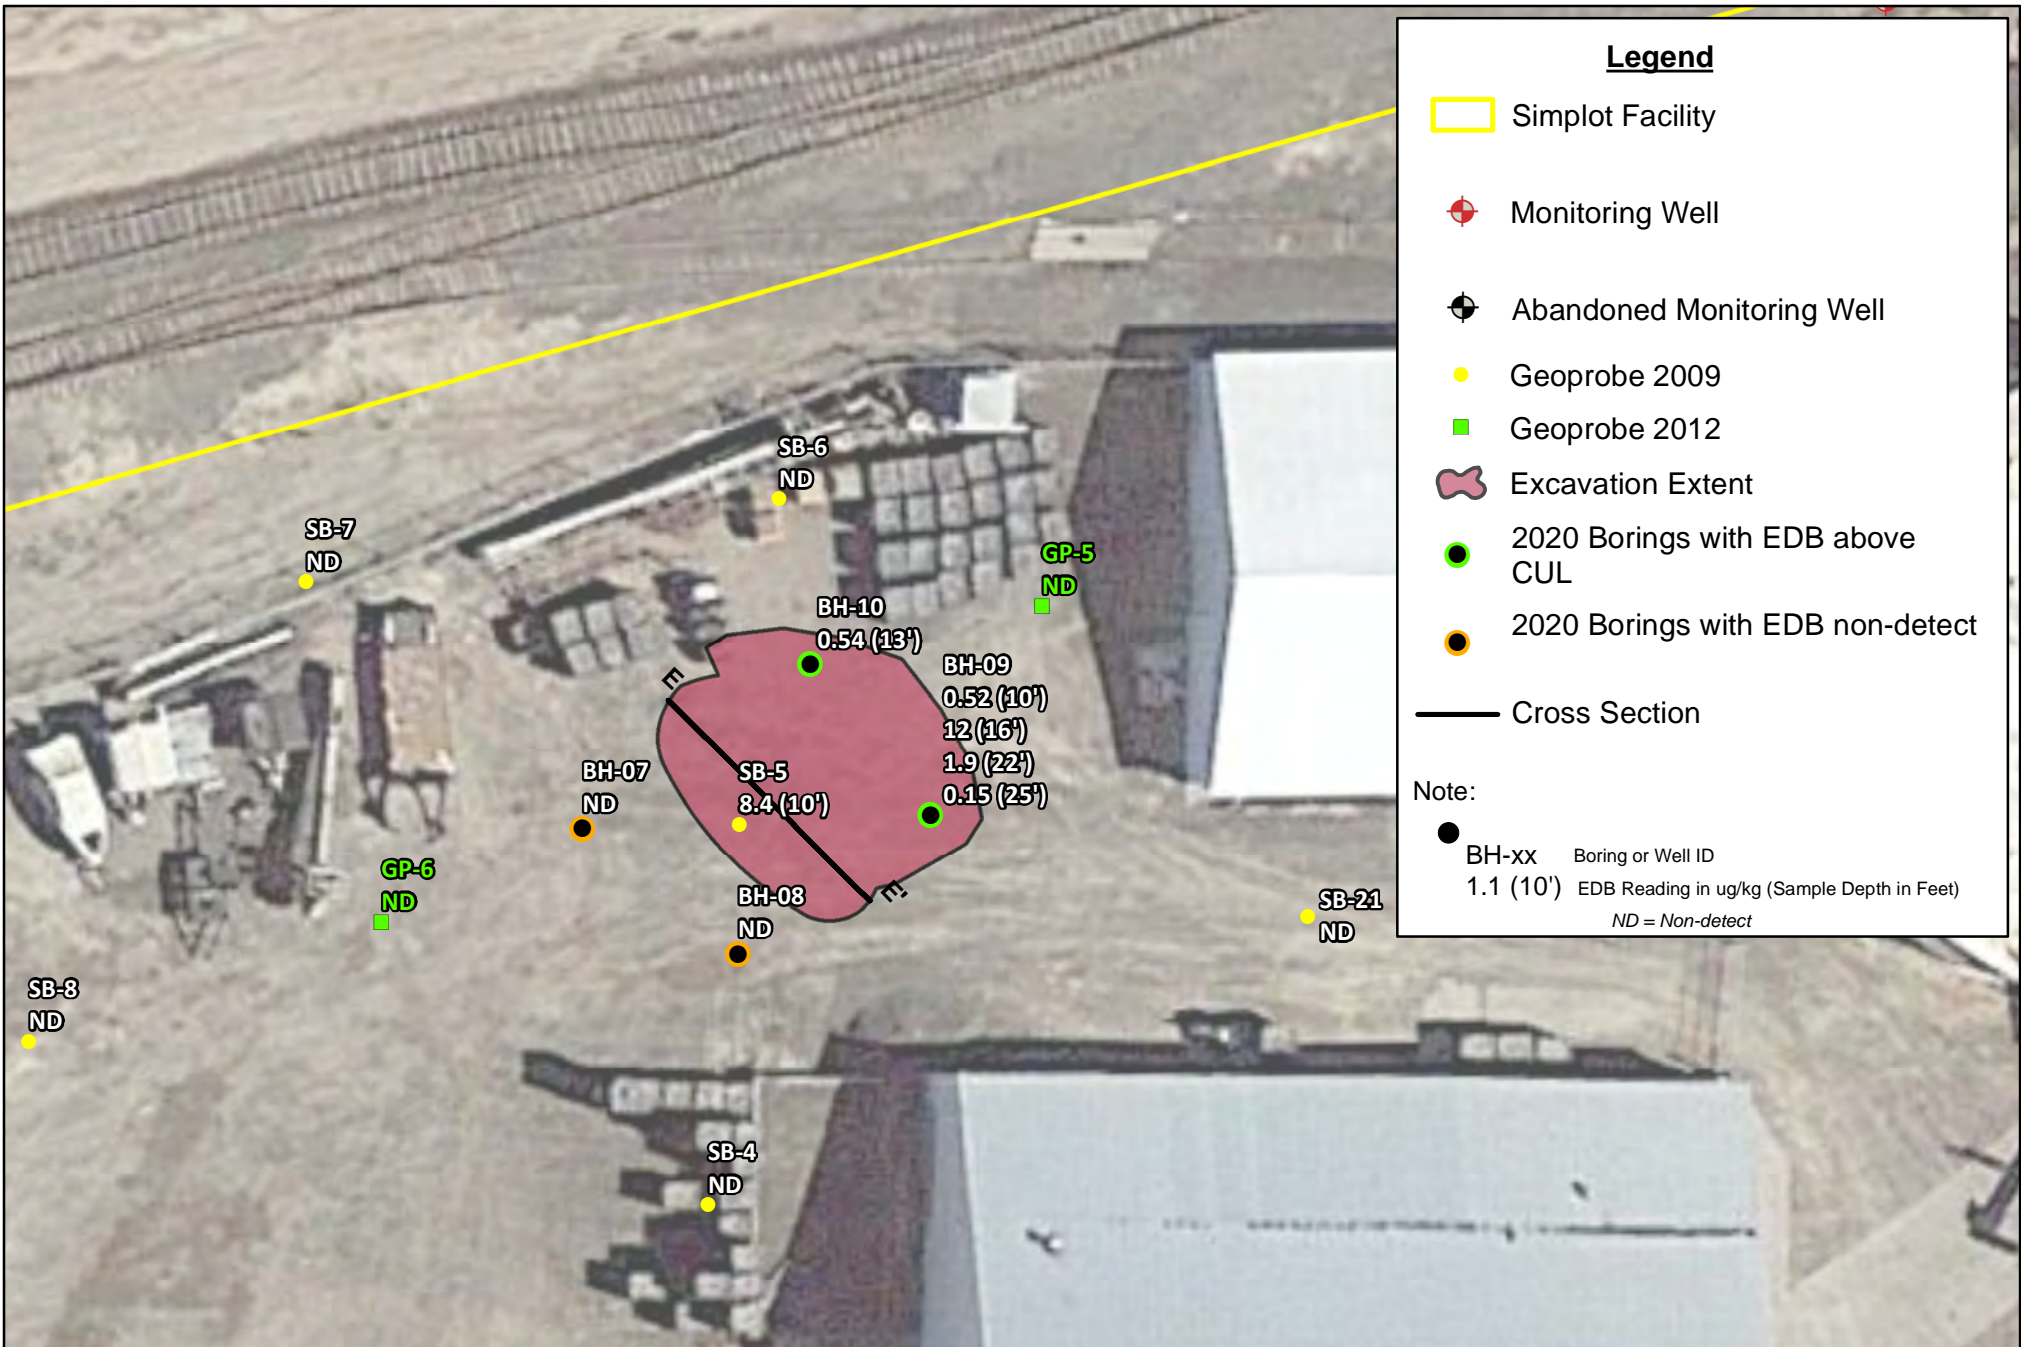 Legend
Simplot Facility
Monitoring Well
Abandoned Monitoring Well
Geoprobe 2009
Geoprobe 2012
Excavation Extent
2020 Borings with EDB above
CUL
2020 Borings with EDB non-detect
Cross Section
Note:
BH-xx Boring or Well ID
1.1 (10') EDB Reading in ug/kg (Sample Depth in Feet)
ND = Non-detect
SB-6
ND
SB-7
ND
GP-5
ND
BH-10
0.54 (13')
E
BH-09
0.52 (10')
12 (16')
1.9 (22')
0.15 (25')
BH-07
ND
SB-5
8.4 (10')
GP-6
ND
BH-08
ND
E'
SB-21
ND
SB-8
ND
SB-4
ND